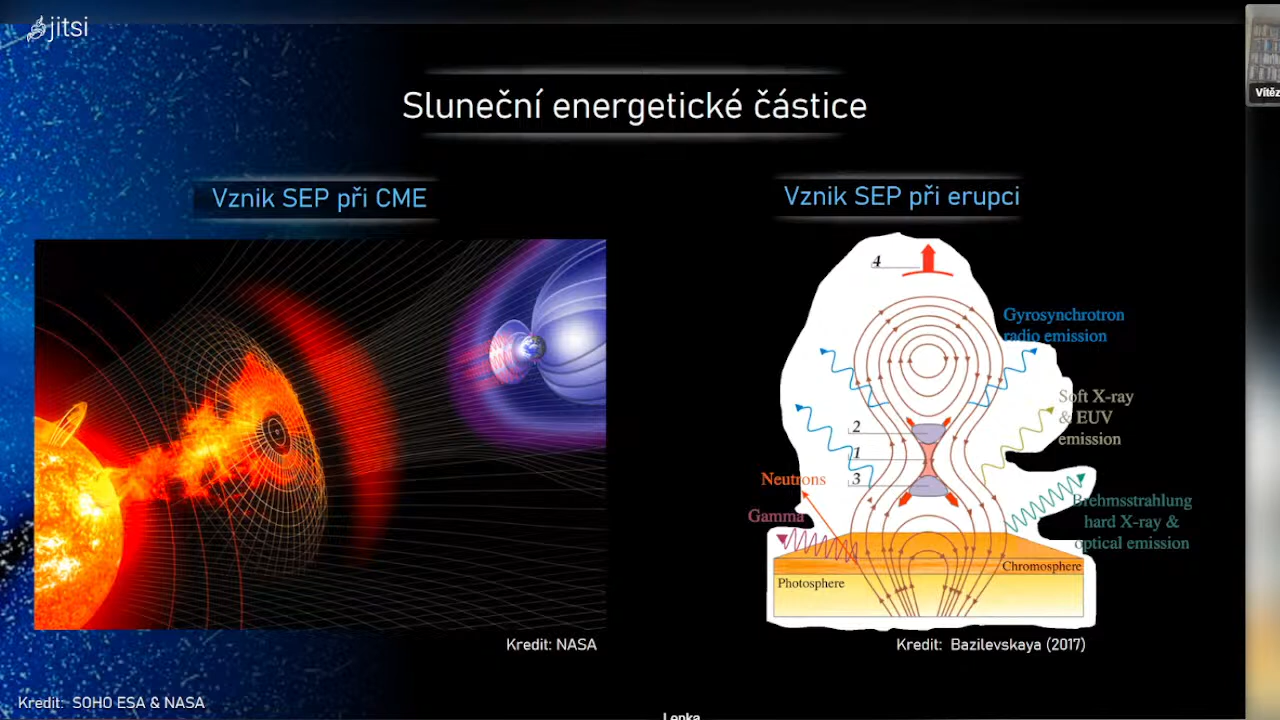 jitsi
Sluneční energetické částice
Vznik SEP při CME
Vznik SEP při erupci
4
Gyrosynchrotron
radio emission
Soft X-ray
& EUV
emission
2
1
3
Neutrons
Gamma
Brehmsstrahlung
hard X-ray &
optical emission
Chromosphere
Photosphere
Kredit: NASA
Kredit: Bazilevskaya (2017)
Kredit: SOHO ESA & NASA
Lenka